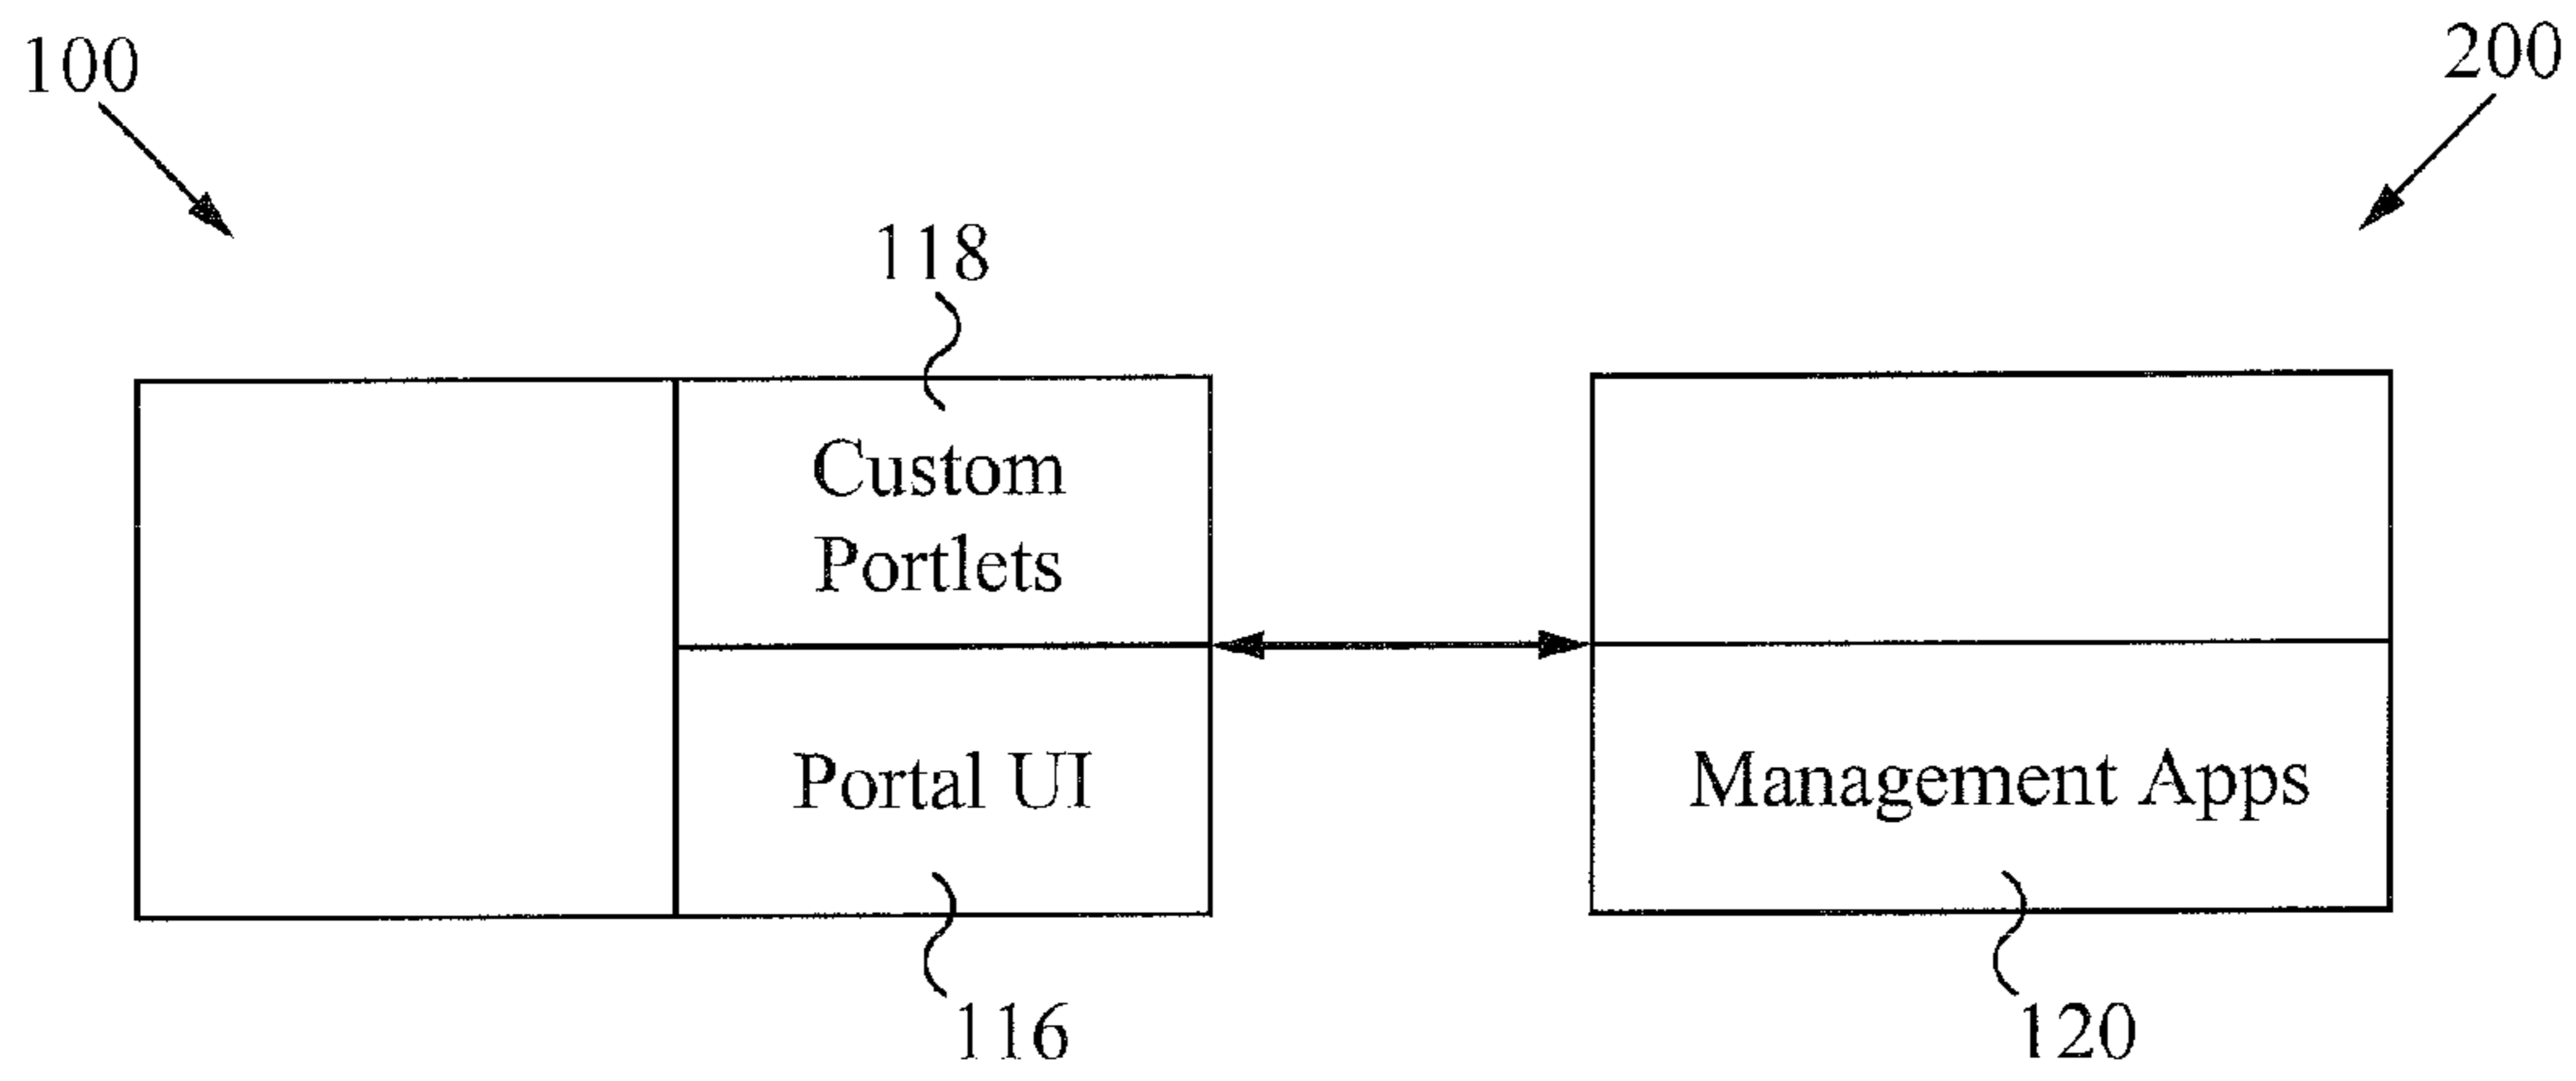 100
200
118
Custom
Portlets
Portal UI
Management Apps
116
120